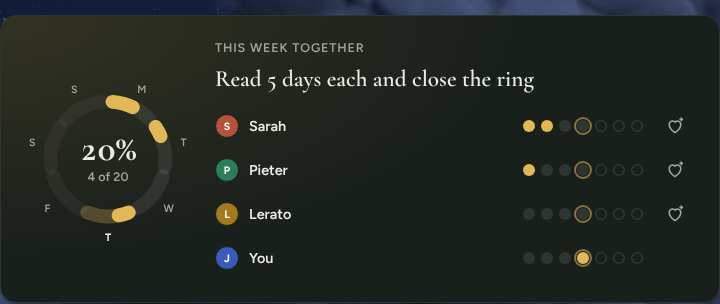 THIS WEEK TOGETHER
Read 5 days each and close the ring
S
M
T
W
T
F
S
20%
4 of 20
S Sarah
P Pieter
L Lerato
J You